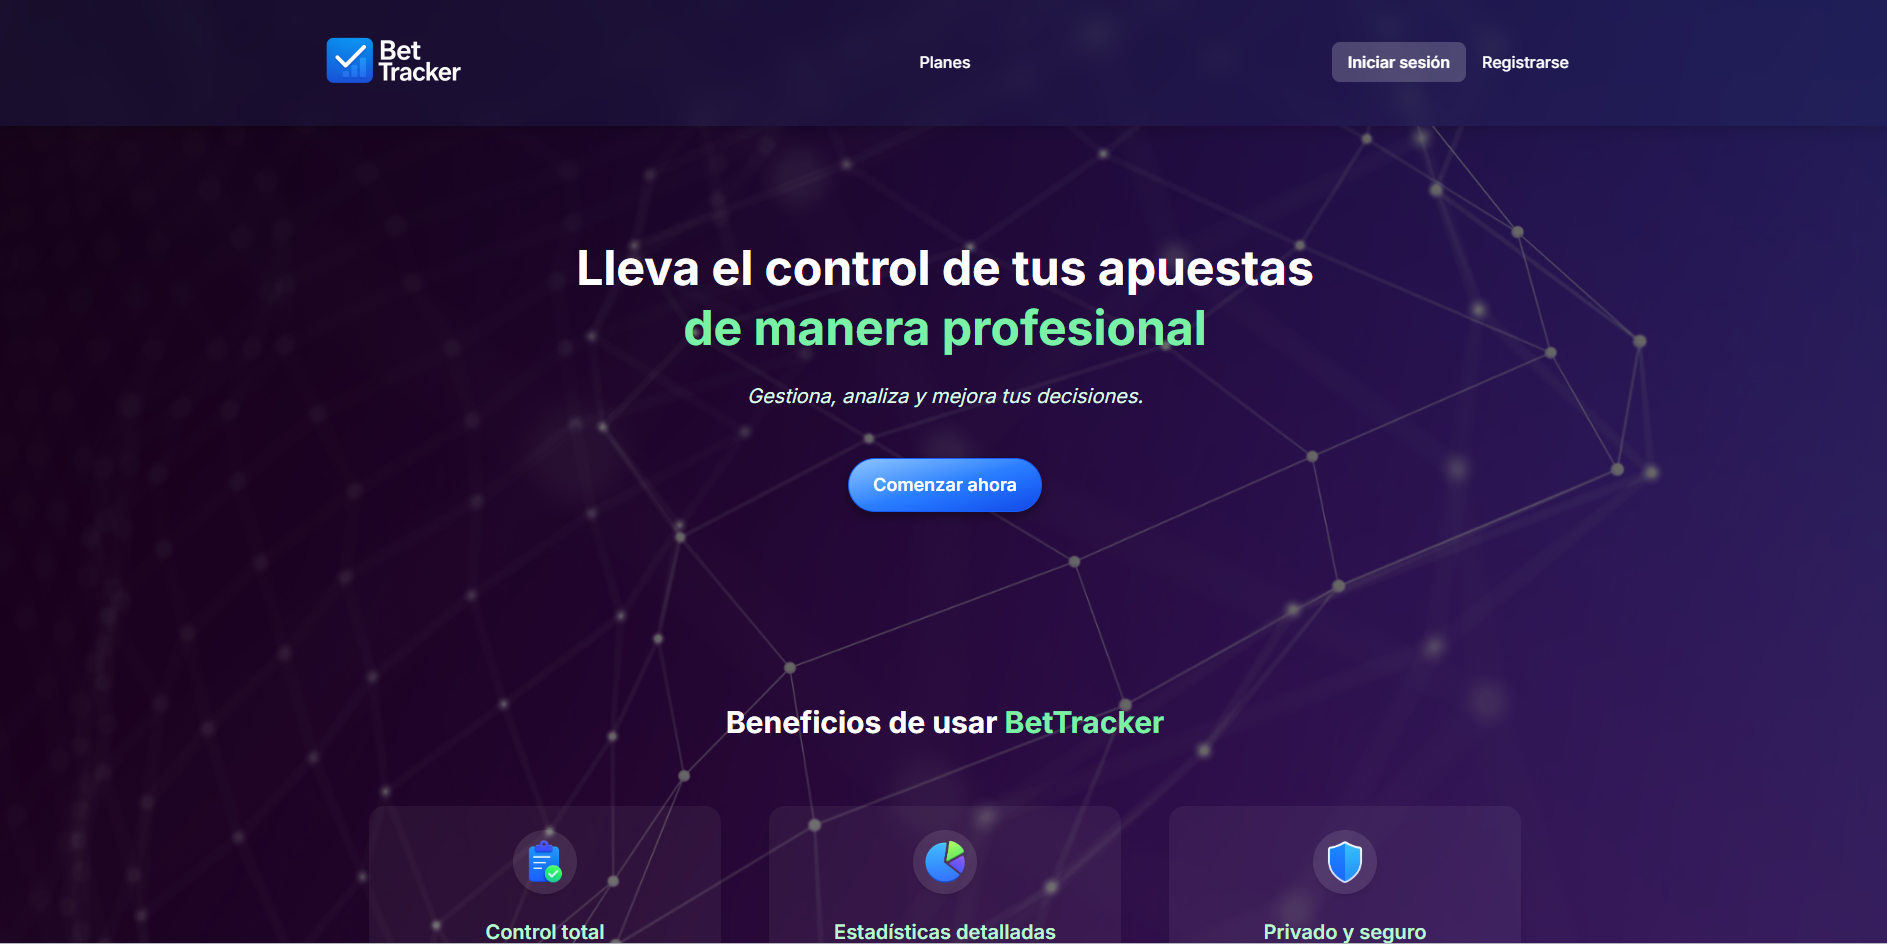 Bet
Tracker
Planes
Iniciar sesión
Registrarse
Lleva el control de tus apuestas
de manera profesional
Gestiona, analiza y mejora tus decisiones.
Comenzar ahora
Beneficios de usar BetTracker
Control total
Estadísticas detalladas
Privado y seguro